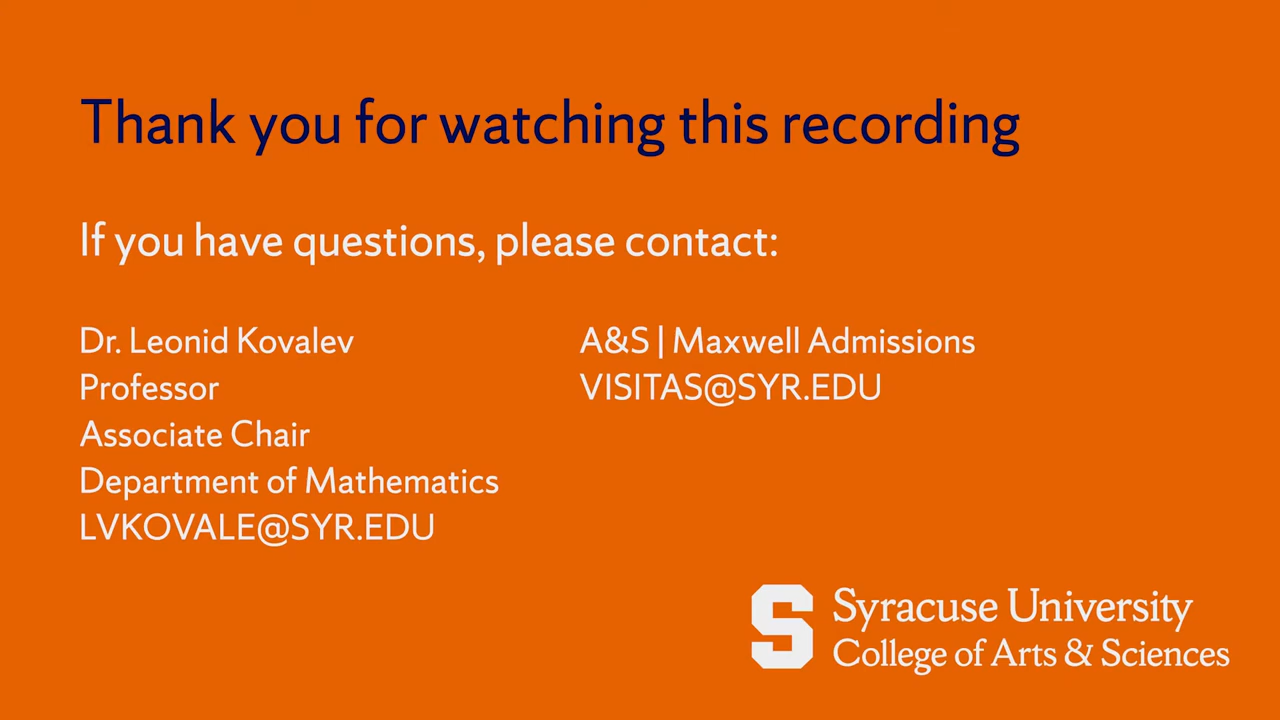 Thank you for watching this recording
If you have questions, please contact:
Dr. Leonid Kovalev
Professor
Associate Chair
Department of Mathematics
LVKOVALE@SYR.EDU
A&S | Maxwell Admissions
VISITAS@SYR.EDU
S
Syracuse University
College of Arts & Sciences